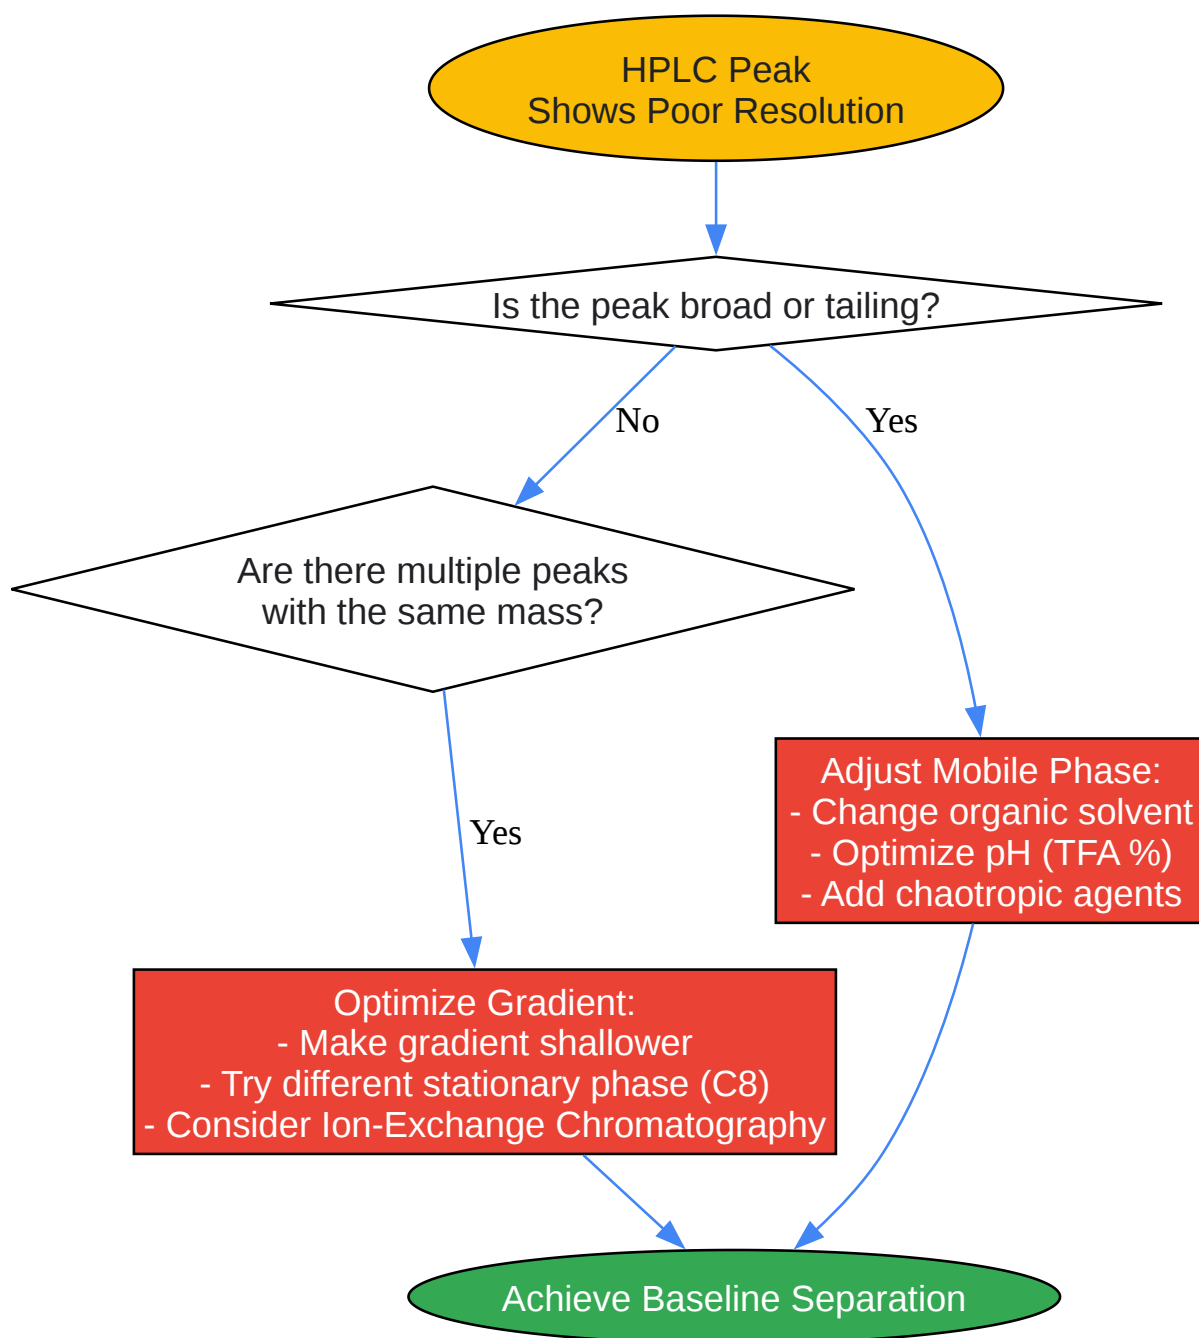 HPLC Peak
Shows Poor Resolution
Is the peak broad or tailing?
No
Yes
Are there multiple peaks
with the same mass?
Adjust Mobile Phase:
- Change organic solvent
- Optimize pH (TFA %)
- Add chaotropic agents
Yes
Optimize Gradient:
- Make gradient shallower
- Try different stationary phase (C8)
- Consider Ion-Exchange Chromatography
Achieve Baseline Separation